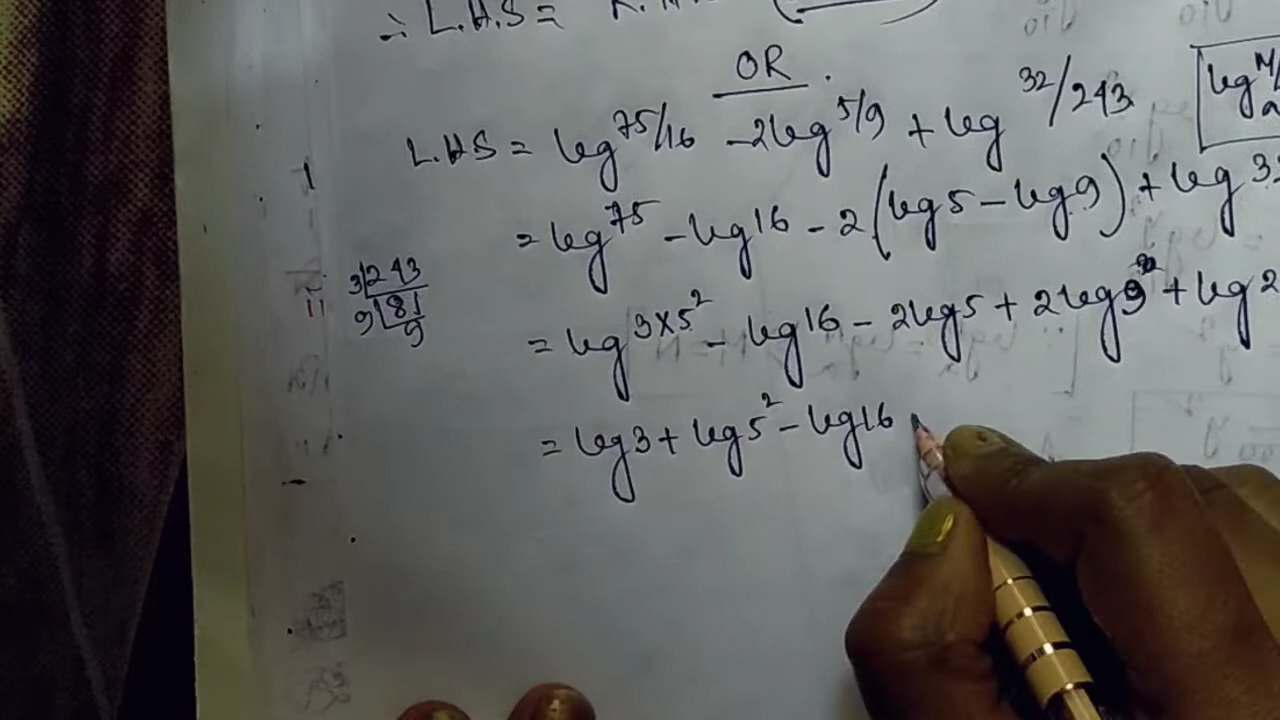 ∴ L.H.S =
OR
L.H.S = log 75/16 - 2log 5/9 + log 32/243
= log 75 - log 16 - 2 (log 5 - log 9) + log
= log 3×5² - log 16 - 2log 5 + 2log + log 2
= log 3 + log 5² - log 16
3|243
9|81
9